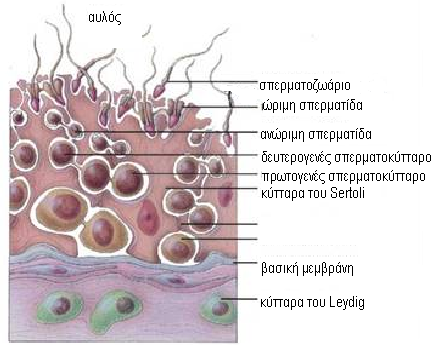 αυλός
σπερματοζωάριο
ώριμη σπερματίδα
ανώριμη σπερματίδα
δευτερογενές σπερματοκύτταρο
πρωτογενές σπερματοκύτταρο
κύτταρα του Sertoli
βασική μεμβράνη
κύτταρα του Leydig